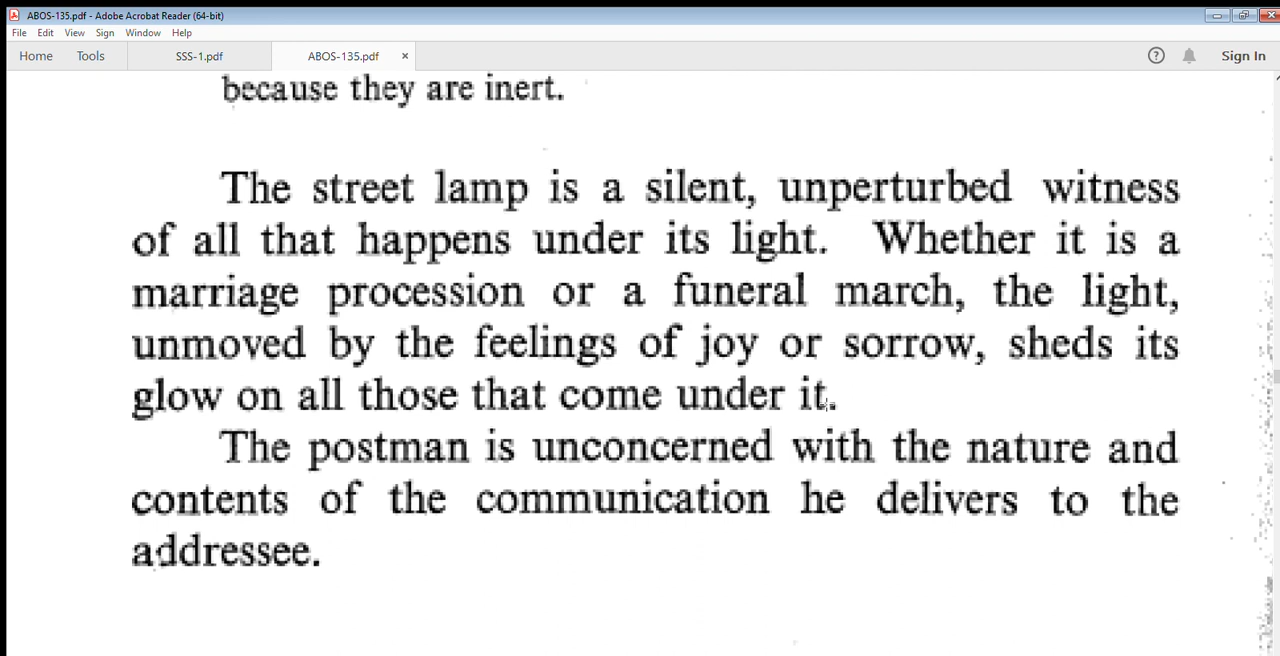 ABOS-135.pdf - Adobe Acrobat Reader (64-bit)
File Edit View Sign Window Help
Home Tools SSS-1.pdf ABOS-135.pdf × ? Sign In
because they are inert.
The street lamp is a silent, unperturbed witness
of all that happens under its light. Whether it is a
marriage procession or a funeral march, the light,
unmoved by the feelings of joy or sorrow, sheds its
glow on all those that come under it.
The postman is unconcerned with the nature and
contents of the communication he delivers to the
addressee.